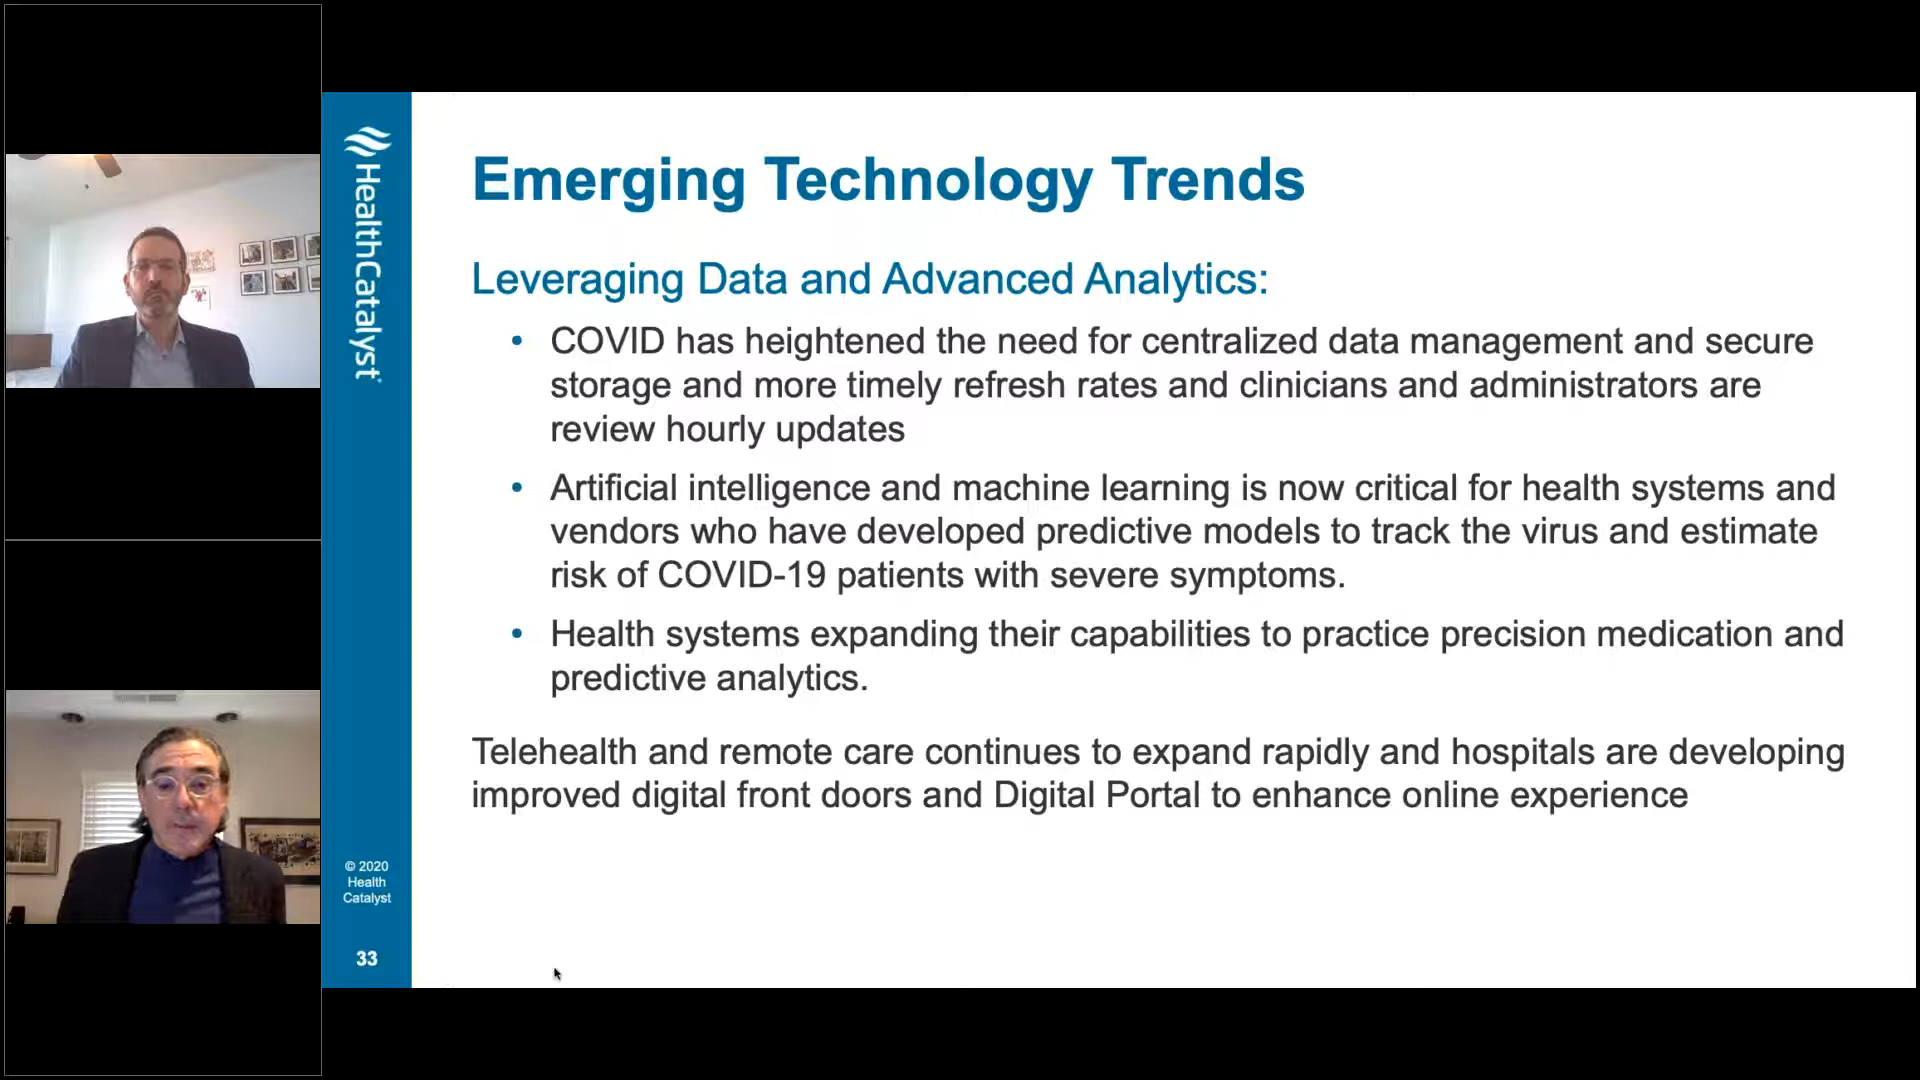 HealthCatalyst
Emerging Technology Trends
Leveraging Data and Advanced Analytics:
• COVID has heightened the need for centralized data management and secure
storage and more timely refresh rates and clinicians and administrators are
review hourly updates
• Artificial intelligence and machine learning is now critical for health systems and
vendors who have developed predictive models to track the virus and estimate
risk of COVID-19 patients with severe symptoms.
• Health systems expanding their capabilities to practice precision medication and
predictive analytics.
Telehealth and remote care continues to expand rapidly and hospitals are developing
improved digital front doors and Digital Portal to enhance online experience
© 2020
Health
Catalyst
33